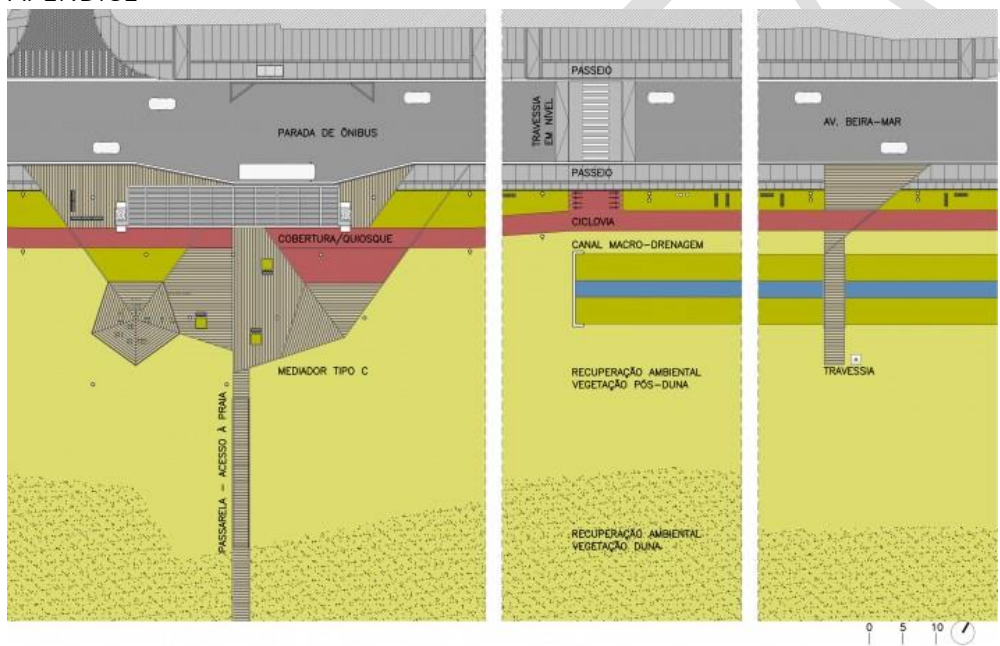 APÊNDICE
PARADA DE ÔNIBUS
COBERTURA/QUIOSQUE
MEDIADOR TIPO C
PASSARELA - ACESSO À PRAIA
PASSEIO
TRAVESSIA
EM NÍVEL
PASSEIO
CICLOVIA
CANAL MACRO-DRENAGEM
RECUPERAÇÃO AMBIENTAL
VEGETAÇÃO PÓS-DUNA
RECUPERAÇÃO AMBIENTAL
VEGETAÇÃO DUNA
AV. BEIRA-MAR
TRAVESSIA
0 5 10